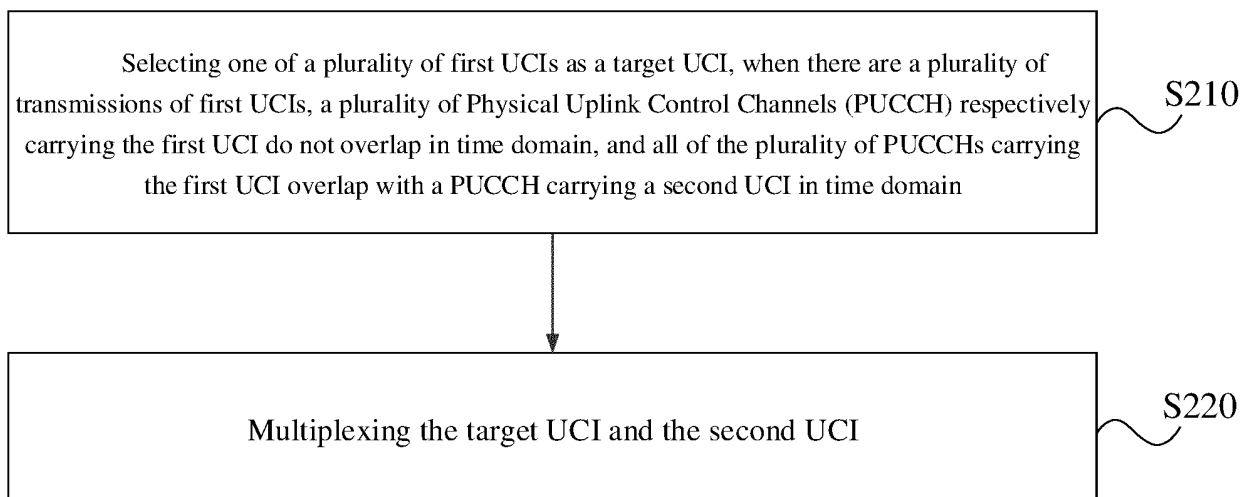 Selecting one of a plurality of first UCIs as a target UCI, when there are a plurality of
transmissions of first UCIs, a plurality of Physical Uplink Control Channels (PUCCH) respectively
carrying the first UCI do not overlap in time domain, and all of the plurality of PUCCHs carrying
the first UCI overlap with a PUCCH carrying a second UCI in time domain
S210
Multiplexing the target UCI and the second UCI
S220